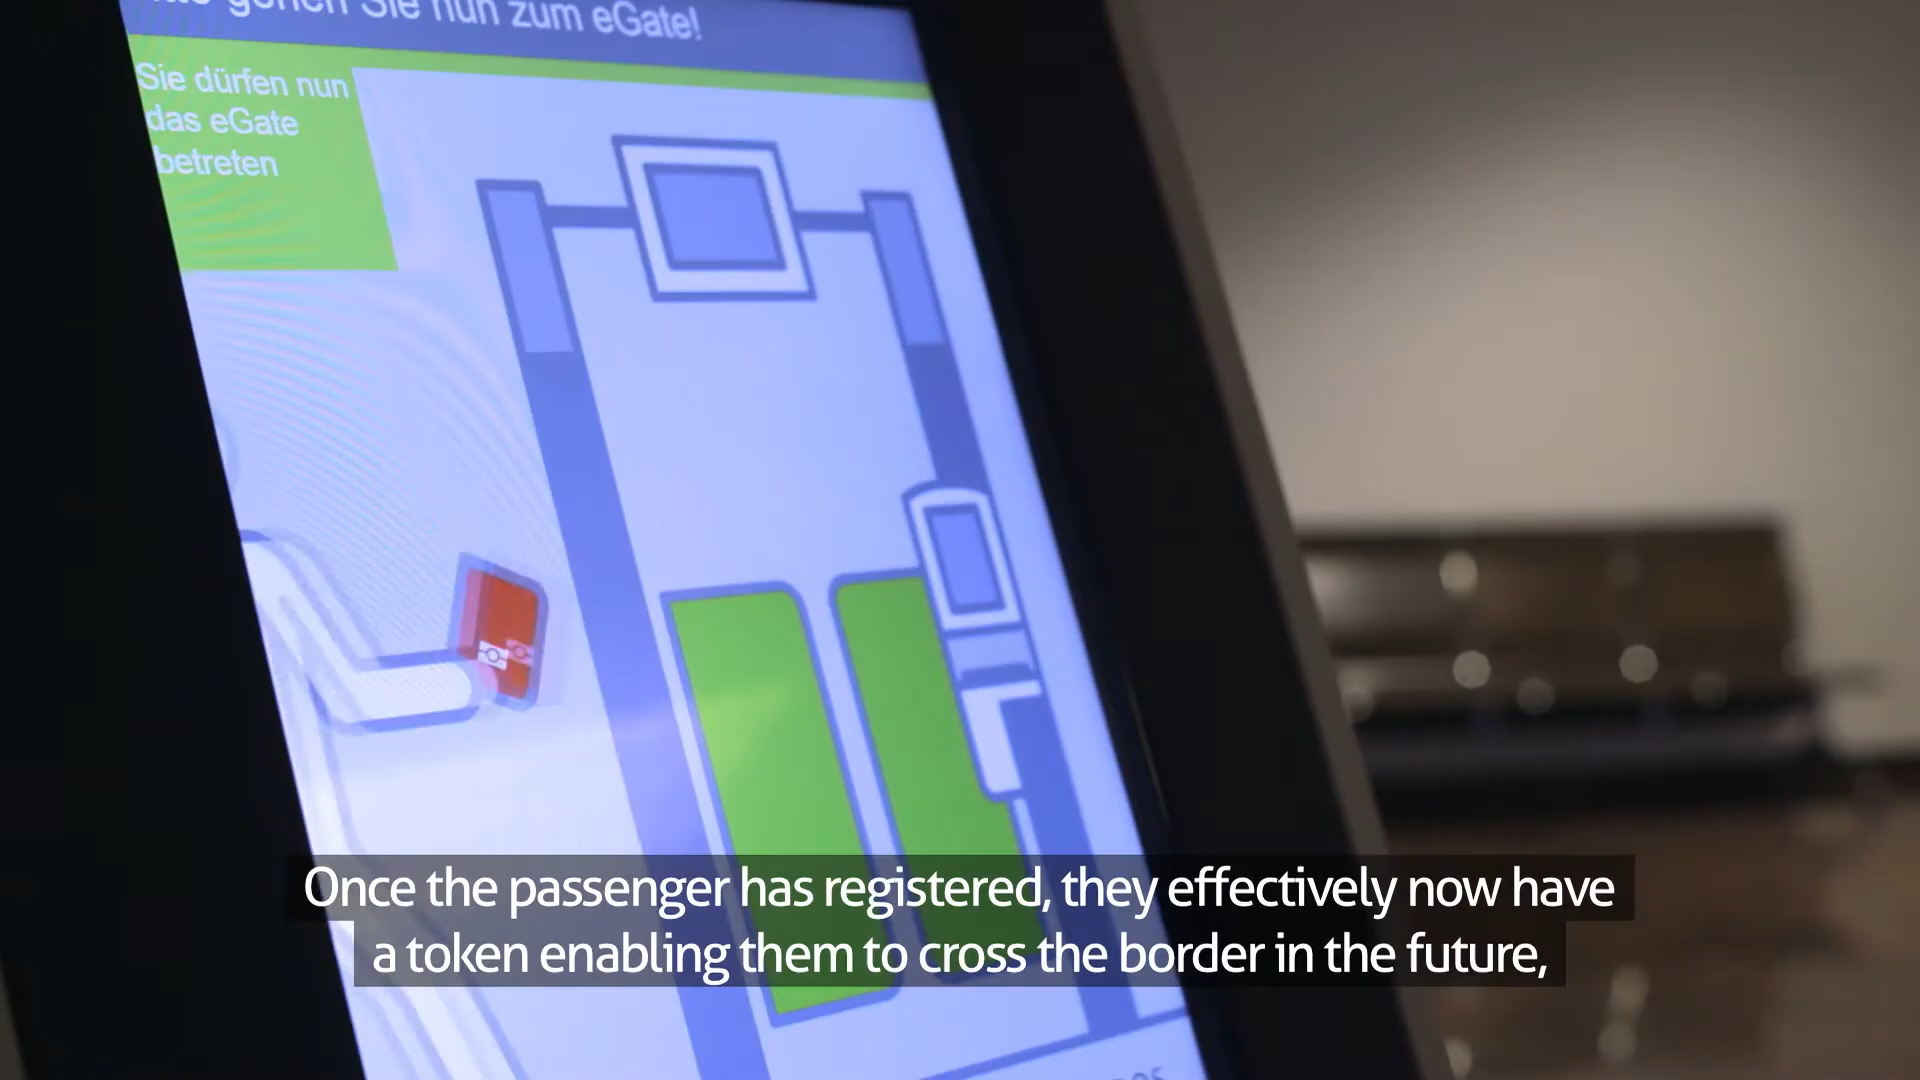 gehen Sie nun zum eGate!
Sie dürfen nun
das eGate
betreten
Once the passenger has registered, they effectively now have
a token enabling them to cross the border in the future,